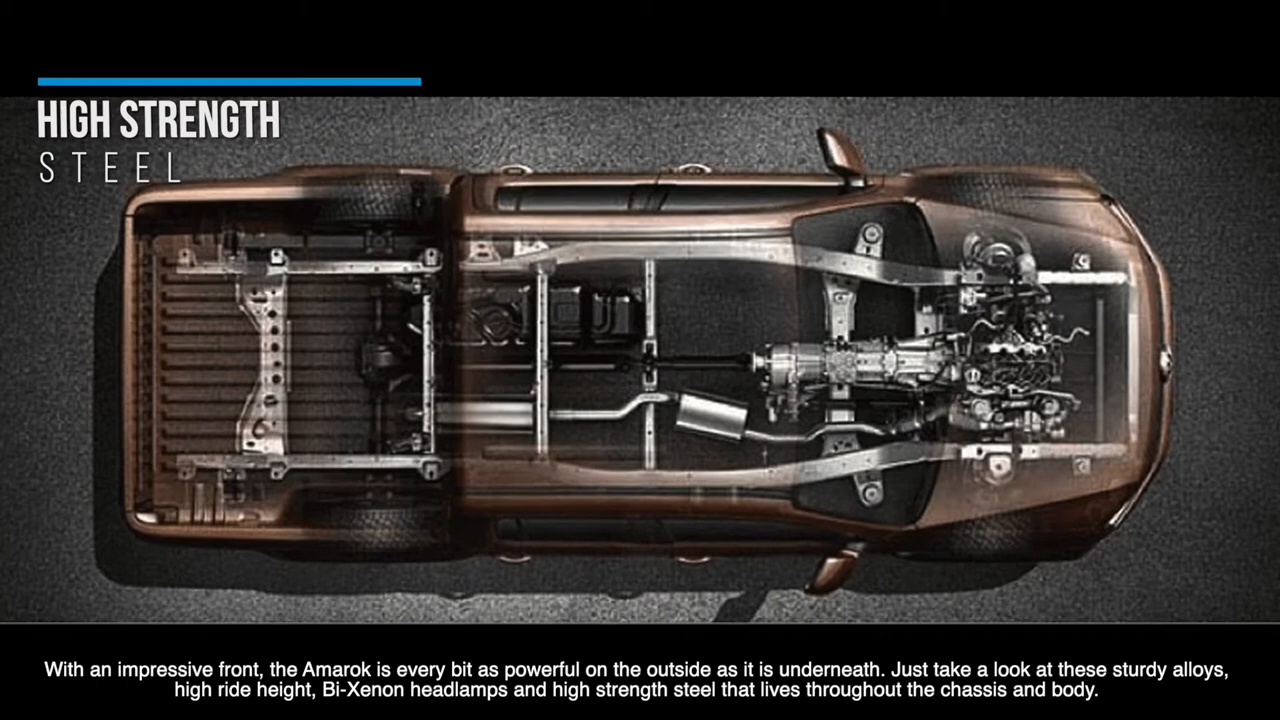 HIGH STRENGTH
STEEL
With an impressive front, the Amarok is every bit as powerful on the outside as it is underneath. Just take a look at these sturdy alloys,
high ride height, Bi-Xenon headlamps and high strength steel that lives throughout the chassis and body.